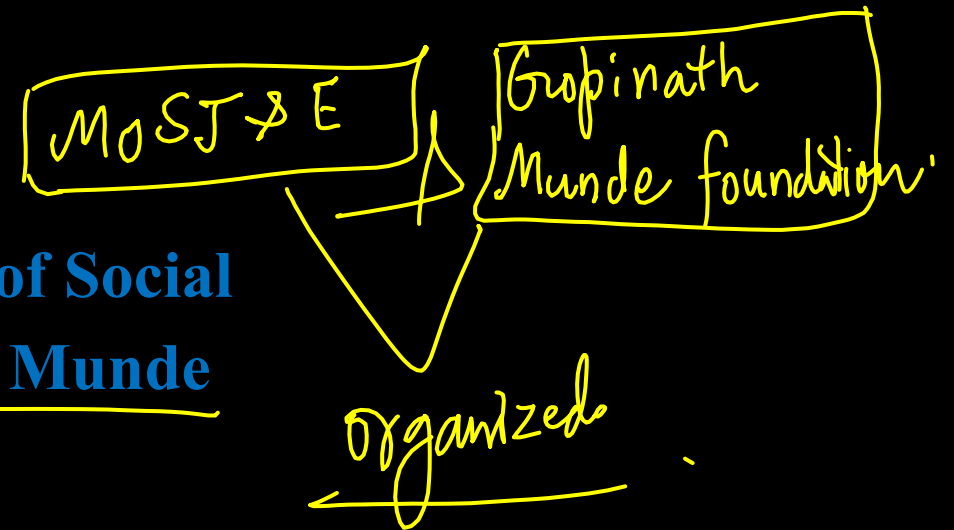 MOSJ & E
Gopinath
Munde foundation
of Social
Munde
organized